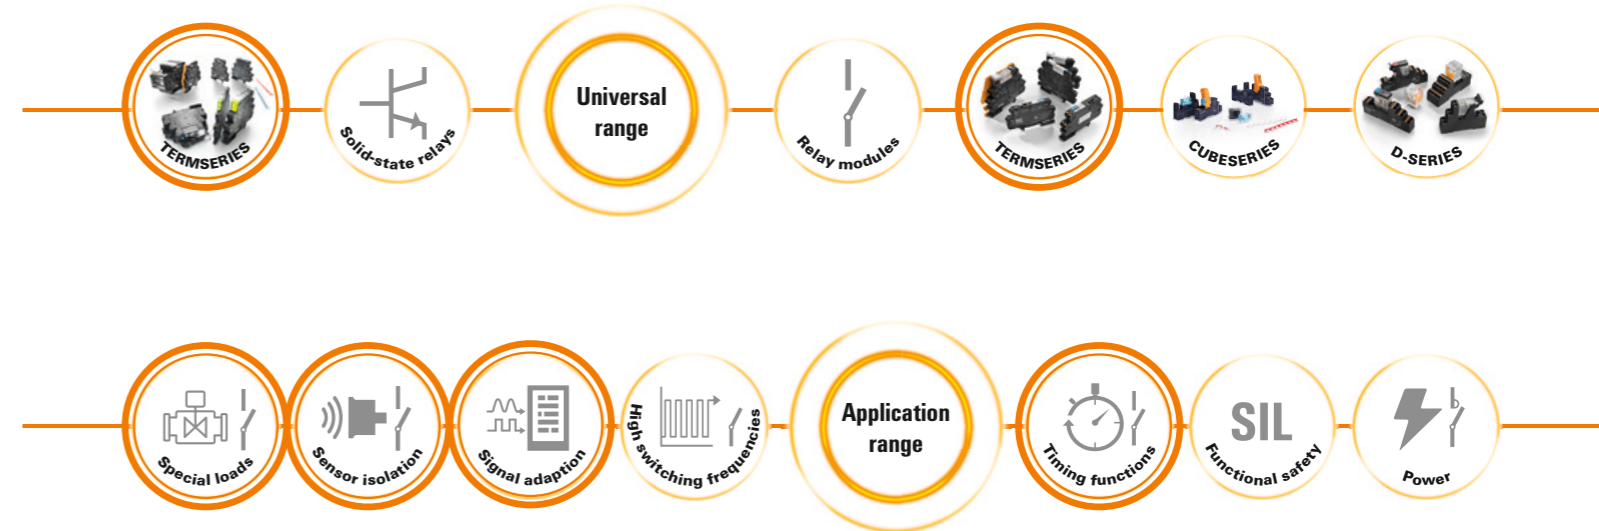 TERMSERIES
Solid-state relays
Universal
range
Relay modules
TERMSERIES
CUBESERIES
D-SERIES
Special loads
Sensor isolation
Signal adaption
High switching frequencies
Application
range
Timing functions
SIL
Functional safety
Power